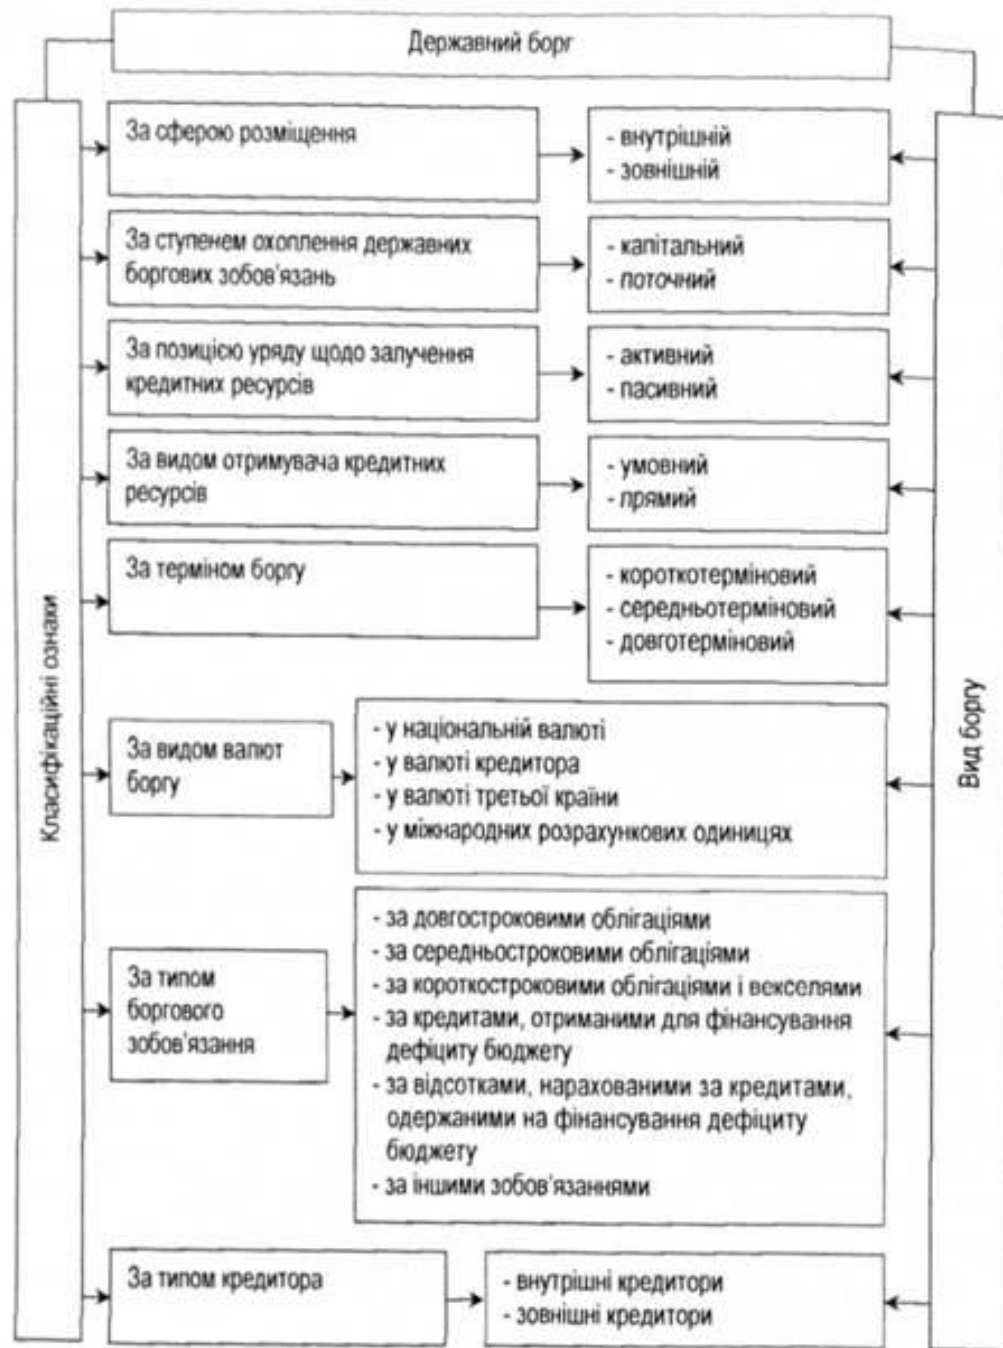 Державний борг
Класифікаційні ознаки
Вид боргу
За сферою розміщення
- внутрішній
- зовнішній
За ступенем охоплення державних
боргових зобов'язань
- капітальний
- поточний
За позицією уряду щодо залучення
кредитних ресурсів
- активний
- пасивний
За видом отримувача кредитних
ресурсів
- умовний
- прямий
За терміном боргу
- короткотерміновий
- середньотерміновий
- довготерміновий
За видом валют
боргу
- у національній валюті
- у валюті кредитора
- у валюті третьої країни
- у міжнародних розрахункових одиницях
За типом
боргового
зобов'язання
- за довгостроковими облігаціями
- за середньостроковими облігаціями
- за короткостроковими облігаціями і векселями
- за кредитами, отриманими для фінансування
дефіциту бюджету
- за відсотками, нарахованими за кредитами,
одержаними на фінансування дефіциту
бюджету
- за іншими зобов'язаннями
За типом кредитора
- внутрішні кредитори
- зовнішні кредитори